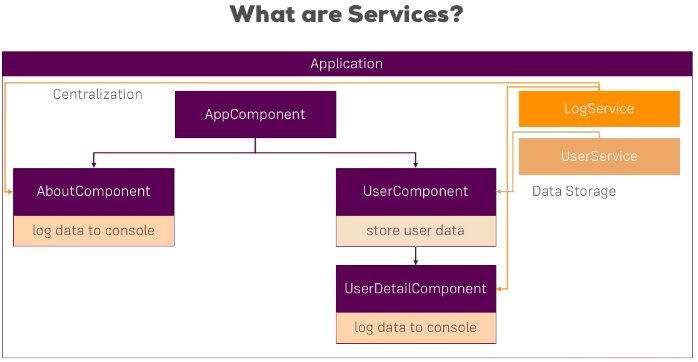 What are Services?
Application
Centralization
AppComponent
LogService
UserService
AboutComponent
UserComponent
Data Storage
log data to console
store user data
UserDetailComponent
log data to console